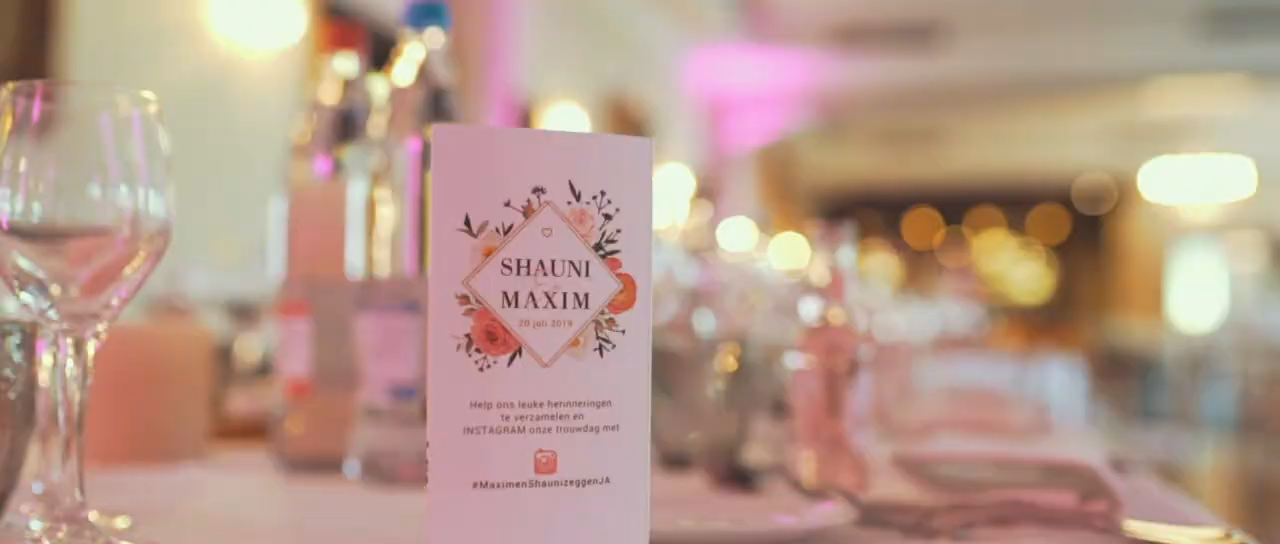 SHAUNI
MAXIM
20 juli 2019
Help ons leuke herinneringen
te verzamelen en
INSTAGRAM onze trouwdag met
#MaximenShaunizeggenJA